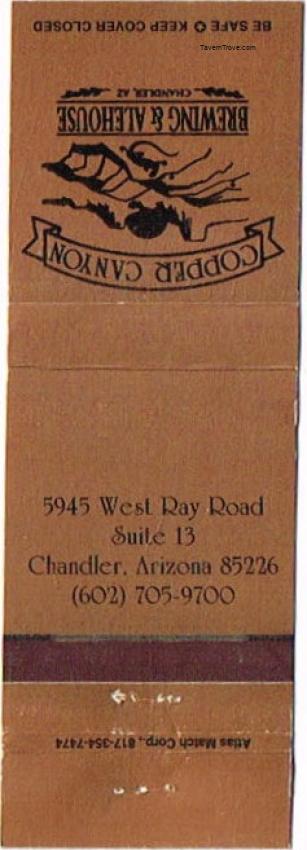 BE SAFE ✪ KEEP COVER CLOSED
TavernTrove.com
COPPER CANYON
BREWING & ALEHOUSE
CHANDLER, AZ
5945 West Ray Road
Suite 13
Chandler, Arizona 85226
(602) 705-9700
Atlas Match Corp., 817-354-7474